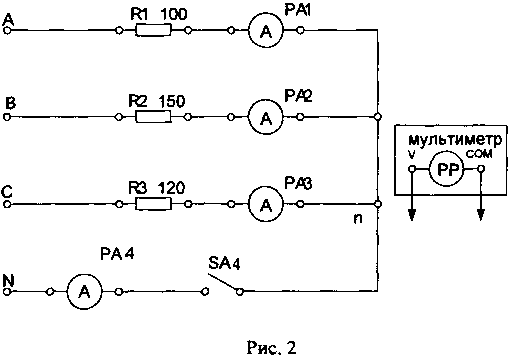 A R1 100 PA1
A
B R2 150 PA2
A
мультиметр
V PP COM
C R3 120 PA3
A
n
PA4 SA4
N A
Рис. 2